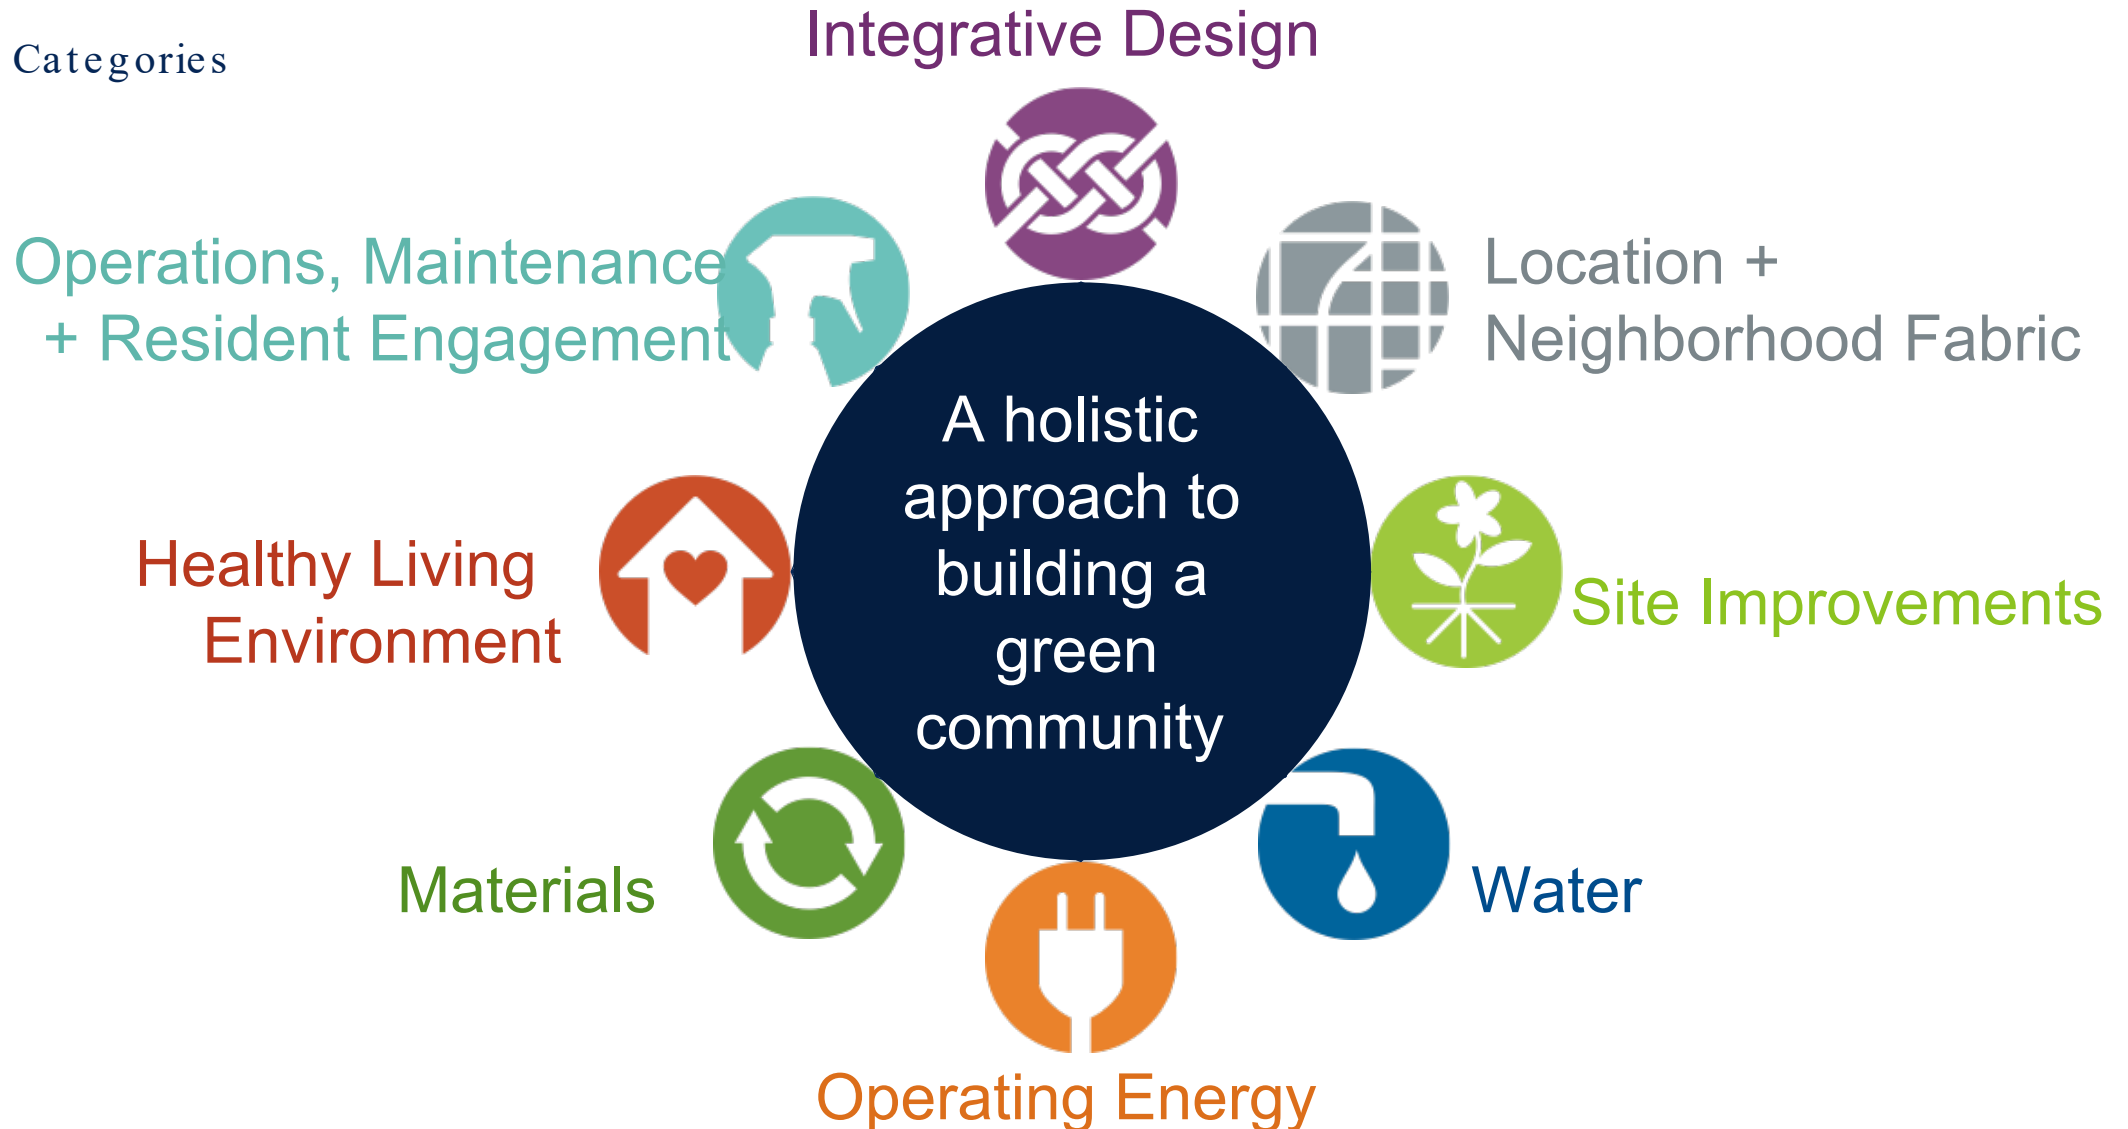 Categories
Integrative Design
Operations, Maintenance
+ Resident Engagement
Location +
Neighborhood Fabric
A holistic
approach to
building a
green
community
Healthy Living
Environment
Site Improvements
Materials
Water
Operating Energy